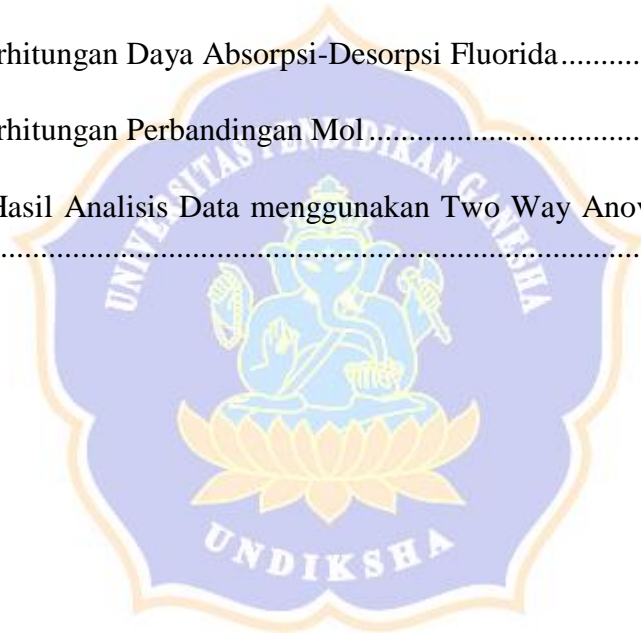 rhitungan Daya Absorpsi-Desorpsi Fluorida...........
rhitungan Perbandingan Mol......................................
UNIVERSITAS PENDIDIKAN GANESHA
Hasil Analisis Data menggunakan Two Way Anov
..........................................................................
UNDIKSHA